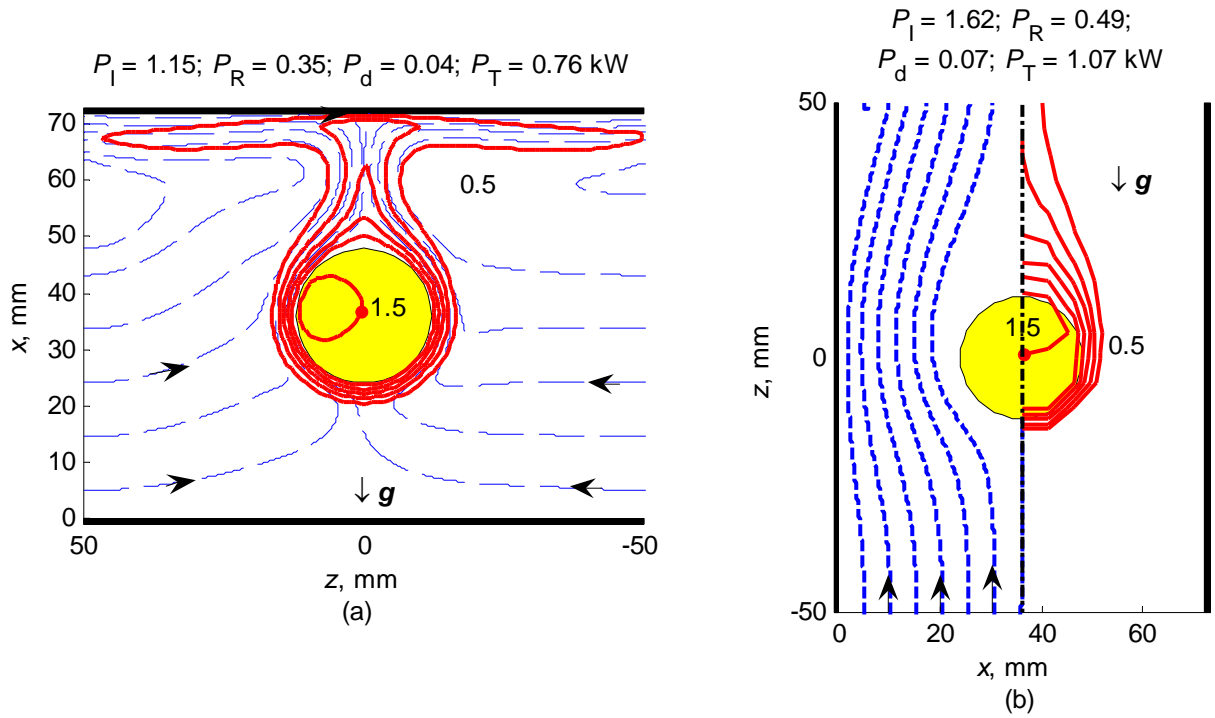 P_I = 1.15; P_R = 0.35; P_d = 0.04; P_T = 0.76 kW
70
60
50
40
30
20
10
0
x, mm
0.5
1.5
↓ g
50
0
-50
z, mm
(a)
P_I = 1.62; P_R = 0.49;
P_d = 0.07; P_T = 1.07 kW
50
0
-50
z, mm
↓ g
1.5
0.5
0
20
40
60
x, mm
(b)